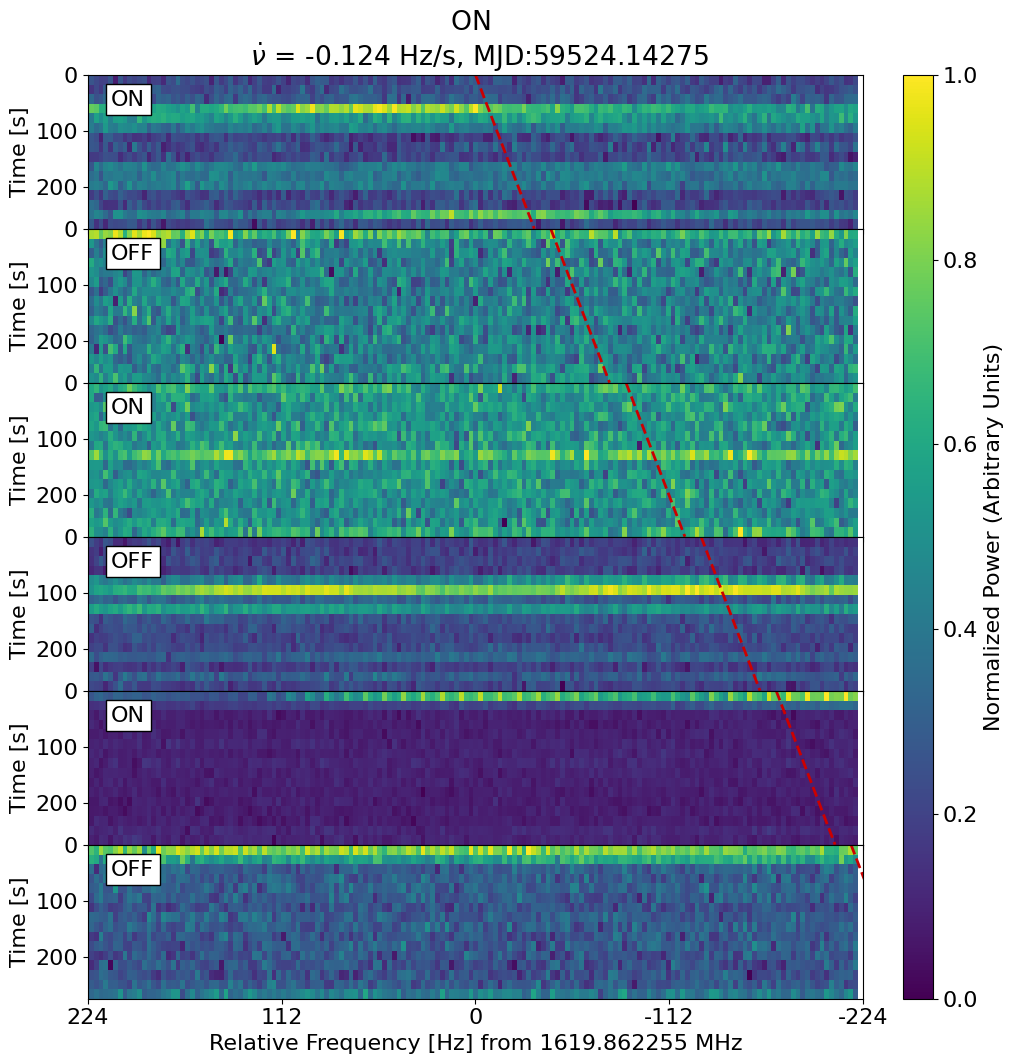 ON
ν̇ = -0.124 Hz/s, MJD:59524.14275
0
ON
100
200
Time [s]
0
OFF
100
200
Time [s]
0
ON
100
200
Time [s]
0
OFF
100
200
Time [s]
0
ON
100
200
Time [s]
0
OFF
100
200
Time [s]
224 112 0 -112 -224
Relative Frequency [Hz] from 1619.862255 MHz
1.0
0.8
0.6
0.4
0.2
0.0
Normalized Power (Arbitrary Units)